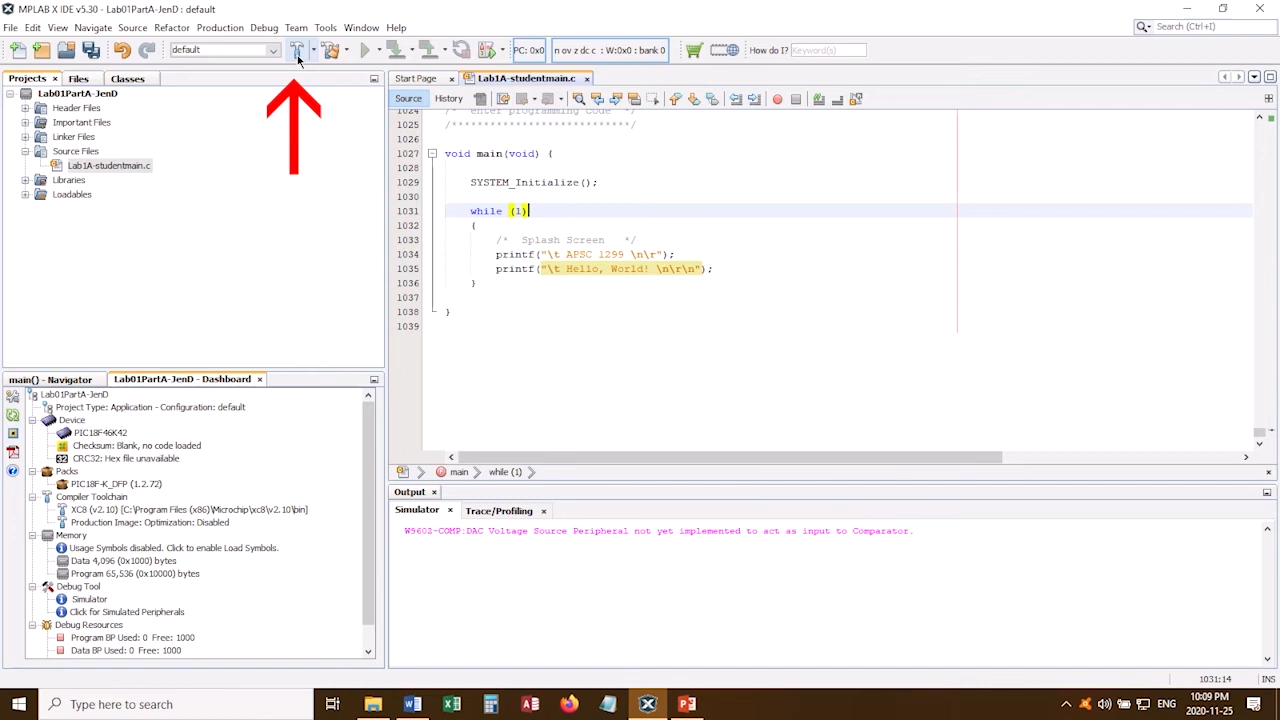 MPLAB X IDE v5.30 - Lab01PartA-JenD : default
File Edit View Navigate Source Refactor Production Debug Team Tools Window Help
Search (Ctrl+I)
default
PC: 0x0
n ov z dc c : W:0x0 : bank 0
How do I? Keyword(s)
Projects × Files Classes
Start Page × Lab1A-studentmain.c ×
Lab01PartA-JenD
Header Files
Important Files
Linker Files
Source Files
Lab1A-studentmain.c
Libraries
Loadables
Source History
1024 /* enter programming Code */
1025 /****************************/
1026
1027 void main(void) {
1028
1029 SYSTEM_Initialize();
1030
1031 while (1)
1032 {
1033 /* Splash Screen */
1034 printf("\t APSC 1299 \n\r");
1035 printf("\t Hello, World! \n\r\n");
1036 }
1037
1038 }
1039
main() - Navigator Lab01PartA-JenD - Dashboard ×
Lab01PartA-JenD
Project Type: Application - Configuration: default
Device
PIC18F46K42
Checksum: Blank, no code loaded
CRC32: Hex file unavailable
Packs
PIC18F-K_DFP (1.2.72)
Compiler Toolchain
XC8 (v2.10) [C:\Program Files (x86)\Microchip\xc8\v2.10\bin]
Production Image: Optimization: Disabled
Memory
Usage Symbols disabled. Click to enable Load Symbols.
Data 4,096 (0x1000) bytes
Program 65,536 (0x10000) bytes
Debug Tool
Simulator
Click for Simulated Peripherals
Debug Resources
Program BP Used: 0 Free: 1000
Data BP Used: 0 Free: 1000
main while (1)
Output ×
Simulator × Trace/Profiling ×
W9602-COMP:DAC Voltage Source Peripheral not yet implemented to act as input to Comparator.
1031:14 INS
Type here to search
ENG
10:09 PM
2020-11-25